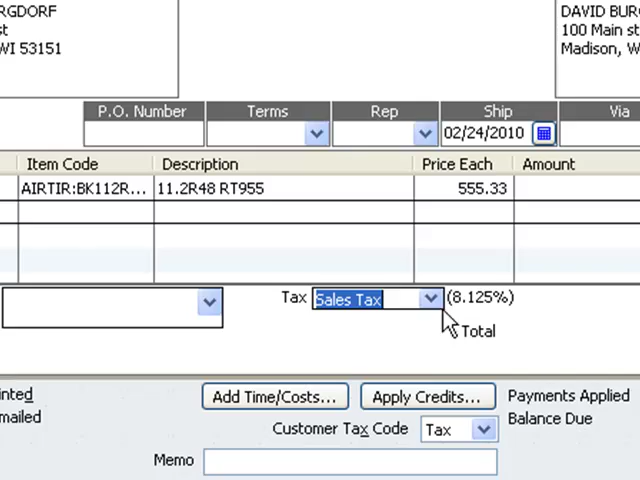 RGDORF
st
WI 53151
DAVID BUR
100 Main st
Madison, W
P.O. Number Terms Rep Ship Via
02/24/2010
Item Code Description Price Each Amount
AIRTIR:BK112R... 11.2R48 RT955 555.33
Tax Sales Tax (8.125%)
Total
inted Add Time/Costs... Apply Credits... Payments Applied
mailed Customer Tax Code Tax Balance Due
Memo